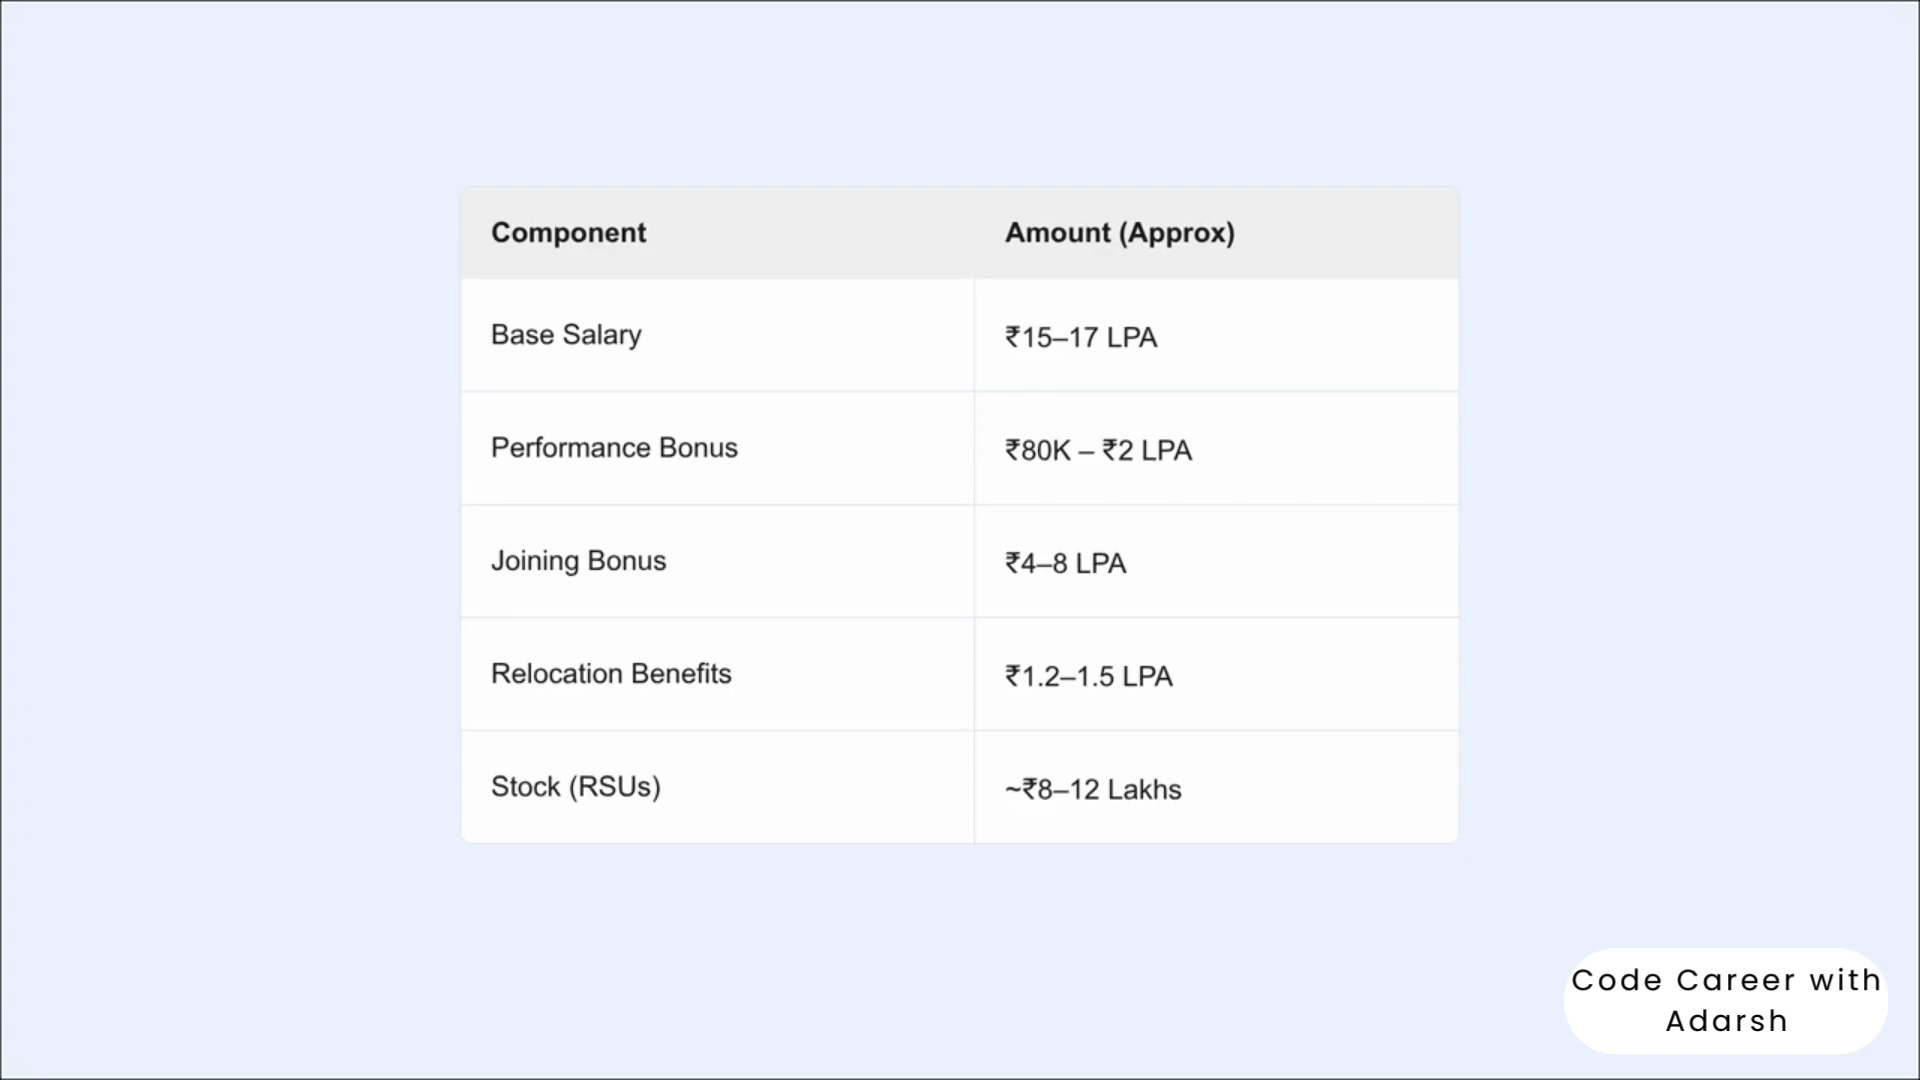 Component Amount (Approx)
Base Salary ₹15–17 LPA
Performance Bonus ₹80K – ₹2 LPA
Joining Bonus ₹4–8 LPA
Relocation Benefits ₹1.2–1.5 LPA
Stock (RSUs) ~₹8–12 Lakhs
Code Career with
Adarsh